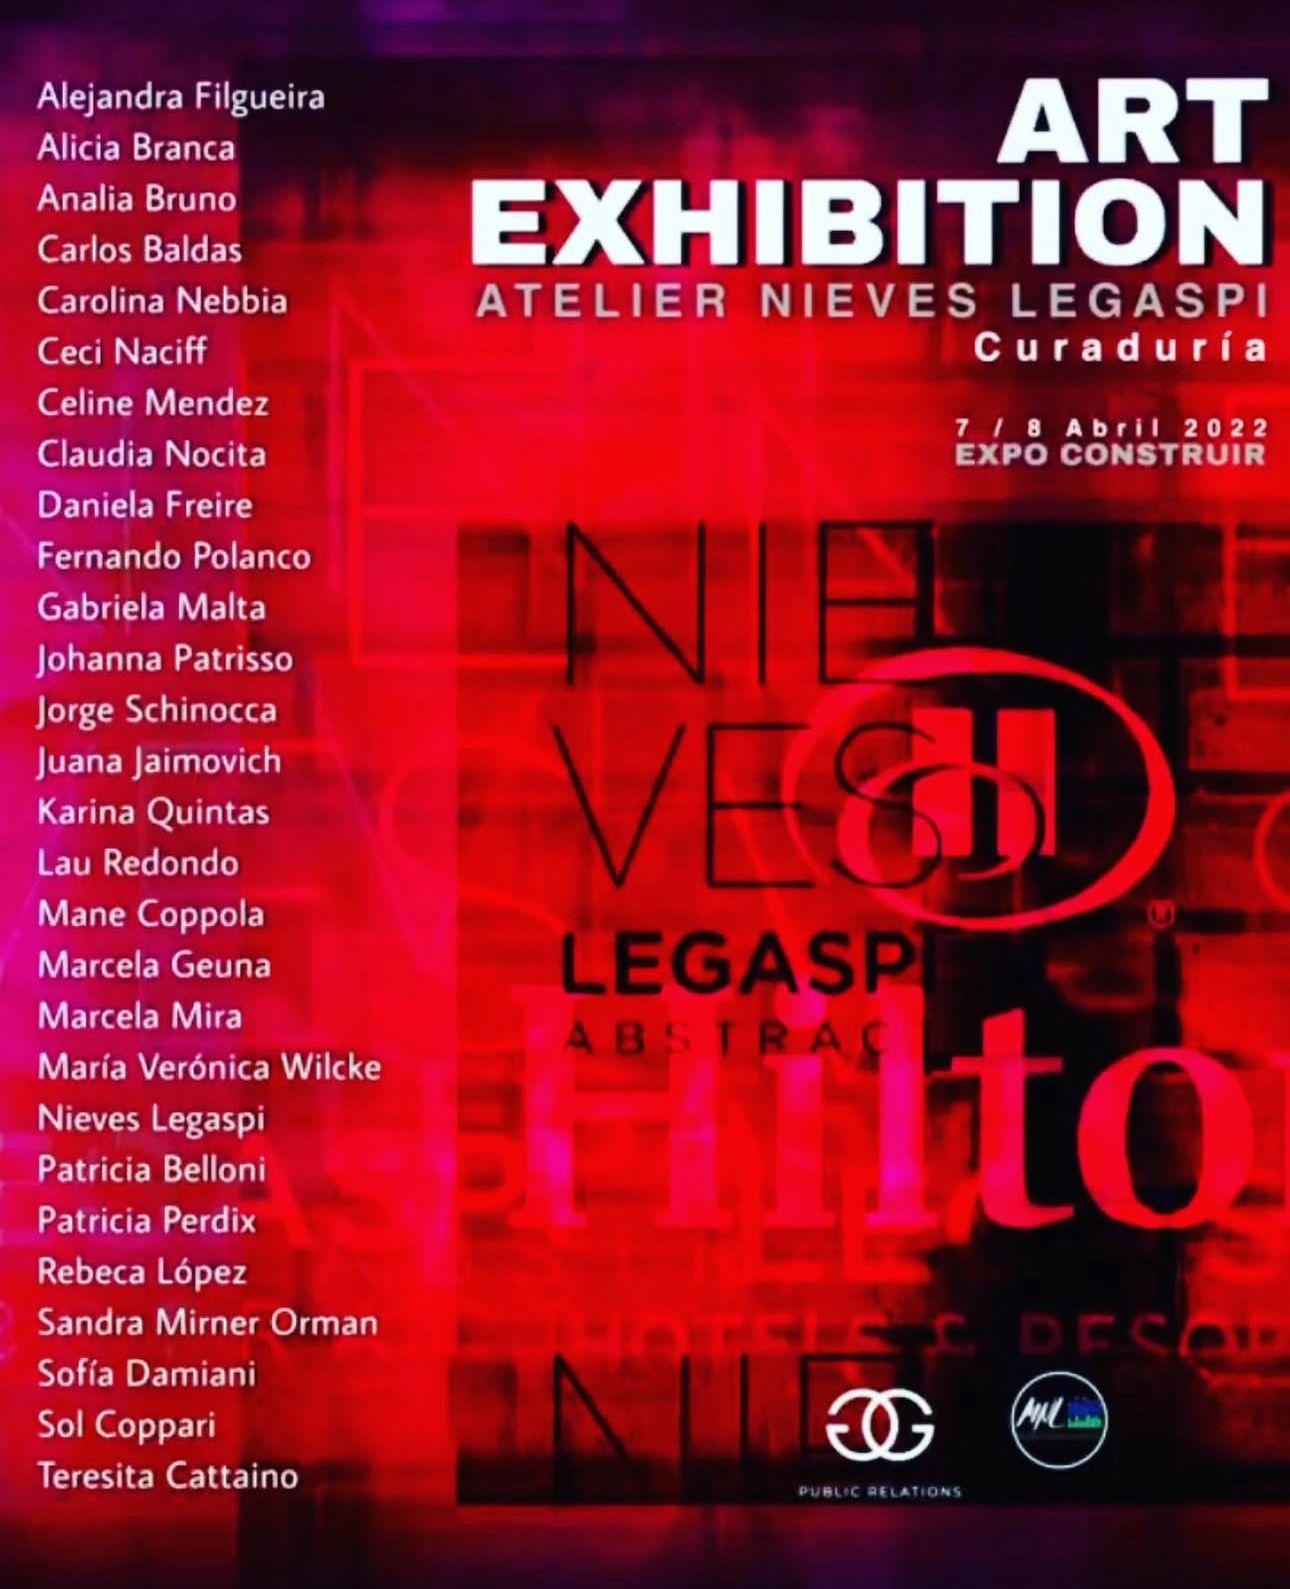 Alejandra Filgueira
Alicia Branca
Analia Bruno
Carlos Baldas
Carolina Nebbia
Ceci Naciff
Celine Mendez
Claudia Nocita
Daniela Freire
Fernando Polanco
Gabriela Malta
Johanna Patrisso
Jorge Schinocca
Juana Jaimovich
Karina Quintas
Lau Redondo
Mane Coppola
Marcela Geuna
Marcela Mira
María Verónica Wilcke
Nieves Legaspi
Patricia Belloni
Patricia Perdix
Rebeca López
Sandra Mirner Orman
Sofía Damiani
Sol Coppari
Teresita Cattaino
ART
EXHIBITION
ATELIER NIEVES LEGASPI
Curaduría
7 / 8 Abril 2022
EXPO CONSTRUIR
NIE
VES
LEGASP
ABSTRAC
Hilto
HOTELS & RESOR
NIE
PUBLIC RELATIONS